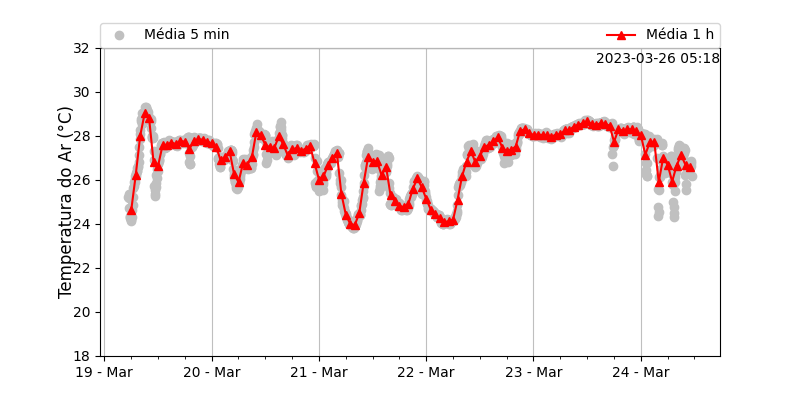 Média 5 min
Média 1 h
2023-03-26 05:18
Temperatura do Ar (°C)
32
30
28
26
24
22
20
18
19 - Mar
20 - Mar
21 - Mar
22 - Mar
23 - Mar
24 - Mar